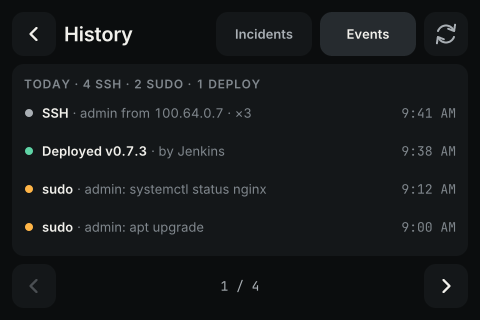 History
Incidents
Events
TODAY · 4 SSH · 2 SUDO · 1 DEPLOY
SSH · admin from 100.64.0.7 · ×3 9:41 AM
Deployed v0.7.3 · by Jenkins 9:38 AM
sudo · admin: systemctl status nginx 9:12 AM
sudo · admin: apt upgrade 9:00 AM
1 / 4